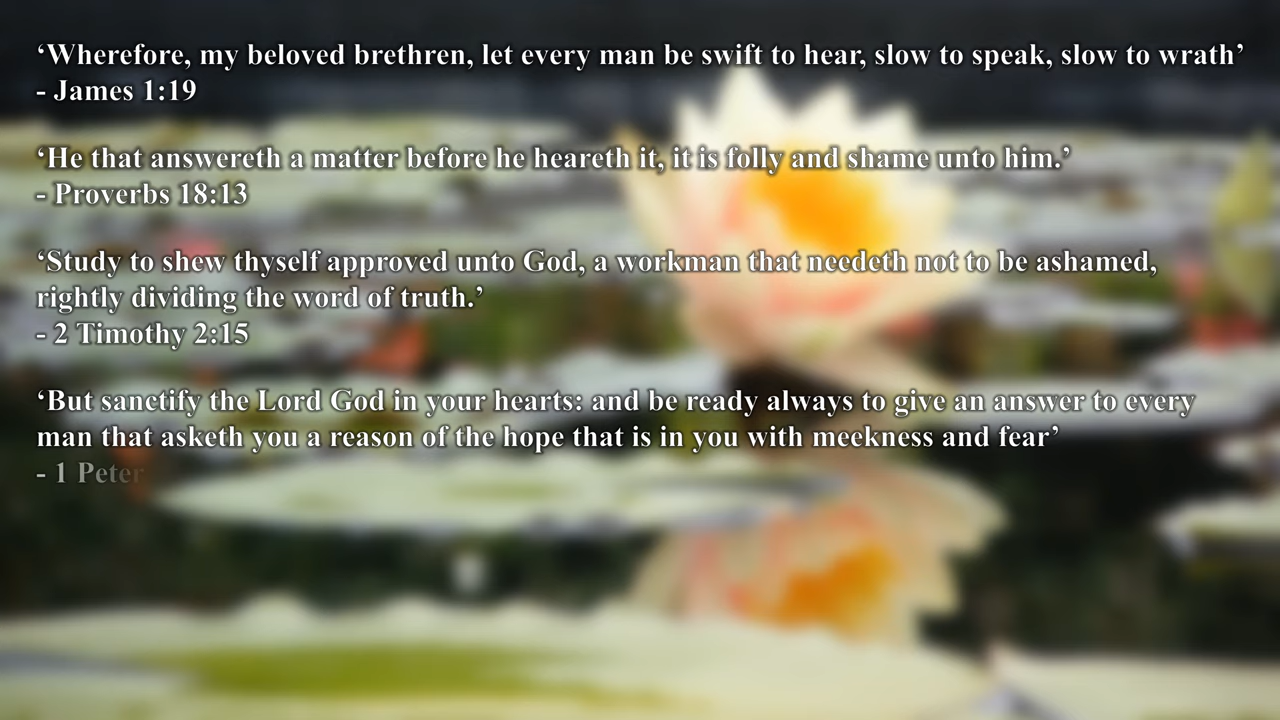 ‘Wherefore, my beloved brethren, let every man be swift to hear, slow to speak, slow to wrath’
- James 1:19
‘He that answereth a matter before he heareth it, it is folly and shame unto him.’
- Proverbs 18:13
‘Study to shew thyself approved unto God, a workman that needeth not to be ashamed,
rightly dividing the word of truth.’
- 2 Timothy 2:15
‘But sanctify the Lord God in your hearts: and be ready always to give an answer to every
man that asketh you a reason of the hope that is in you with meekness and fear’
- 1 Peter